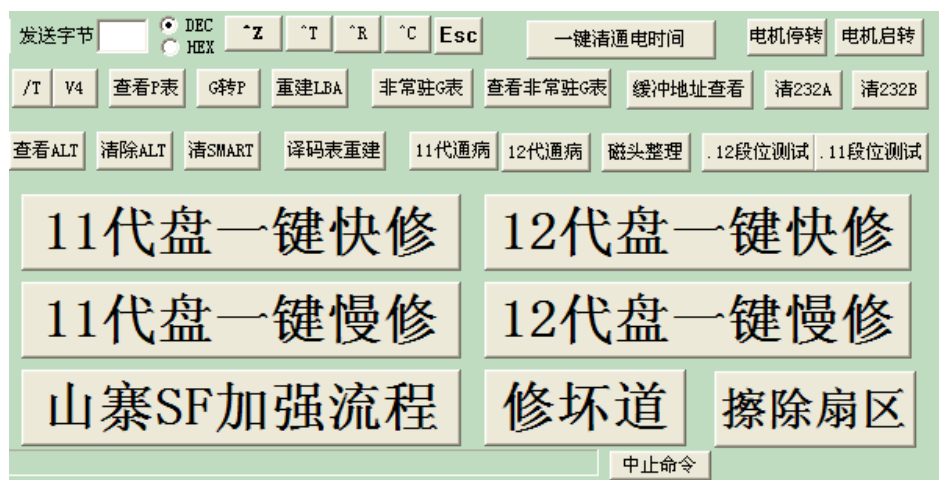 发送字节 DEC HEX ^Z ^T ^R ^C Esc 一键清通电时间 电机停转 电机启转
/T V4 查看P表 G转P 重建LBA 非常驻G表 查看非常驻G表 缓冲地址查看 清232A 清232B
查看ALT 清除ALT 清SMART 译码表重建 11代通病 12代通病 磁头整理 .12段位测试 .11段位测试
11代盘一键快修 12代盘一键快修
11代盘一键慢修 12代盘一键慢修
山寨SF加强流程 修坏道 擦除扇区
中止命令